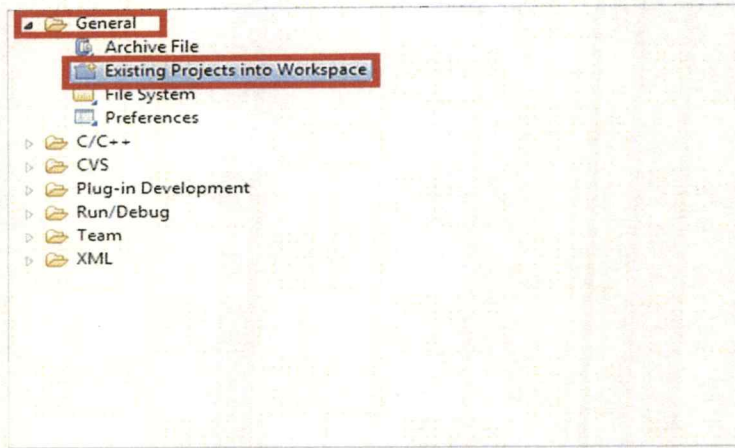 General
Archive File
Existing Projects into Workspace
File System
Preferences
C/C++
CVS
Plug-in Development
Run/Debug
Team
XML